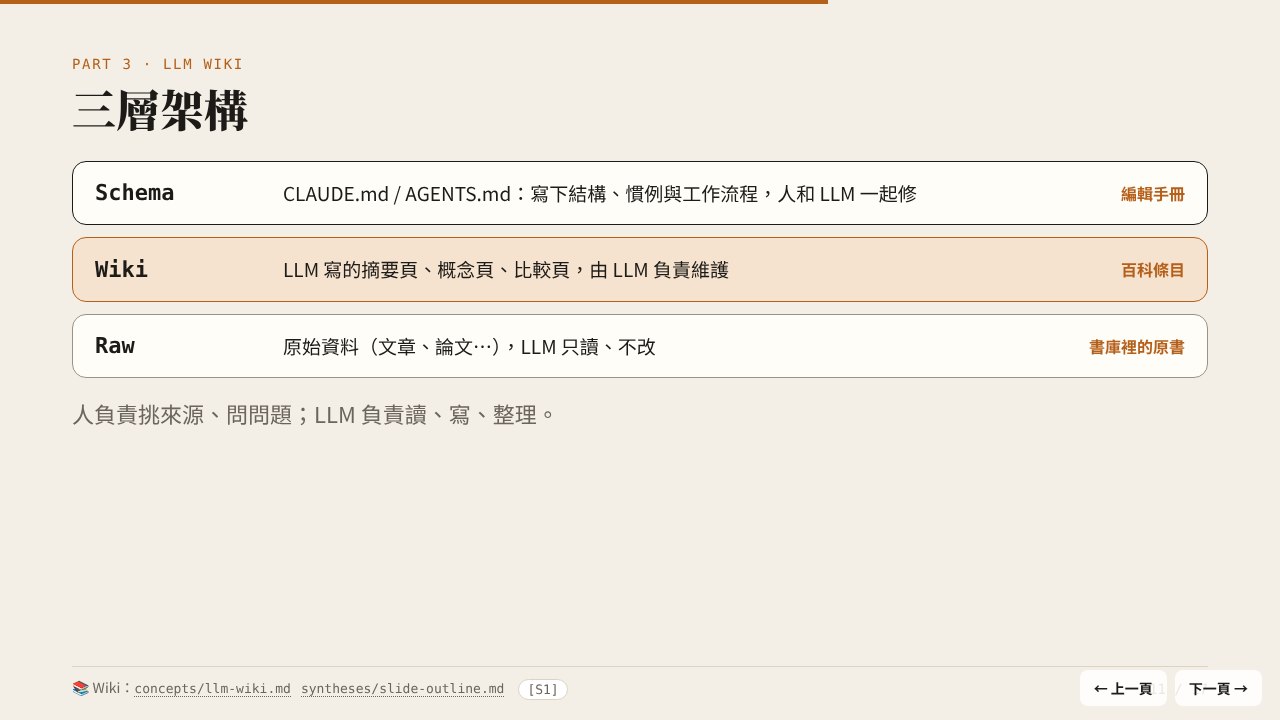 PART 3 · LLM WIKI
三層架構
Schema CLAUDE.md / AGENTS.md：寫下結構、慣例與工作流程，人和 LLM 一起修 編輯手冊
Wiki LLM 寫的摘要頁、概念頁、比較頁，由 LLM 負責維護 百科條目
Raw 原始資料（文章、論文…），LLM 只讀、不改 書庫裡的原書
人負責挑來源、問問題；LLM 負責讀、寫、整理。
📚 Wiki：concepts/llm-wiki.md syntheses/slide-outline.md [S1] ← 上一頁 下一頁 →